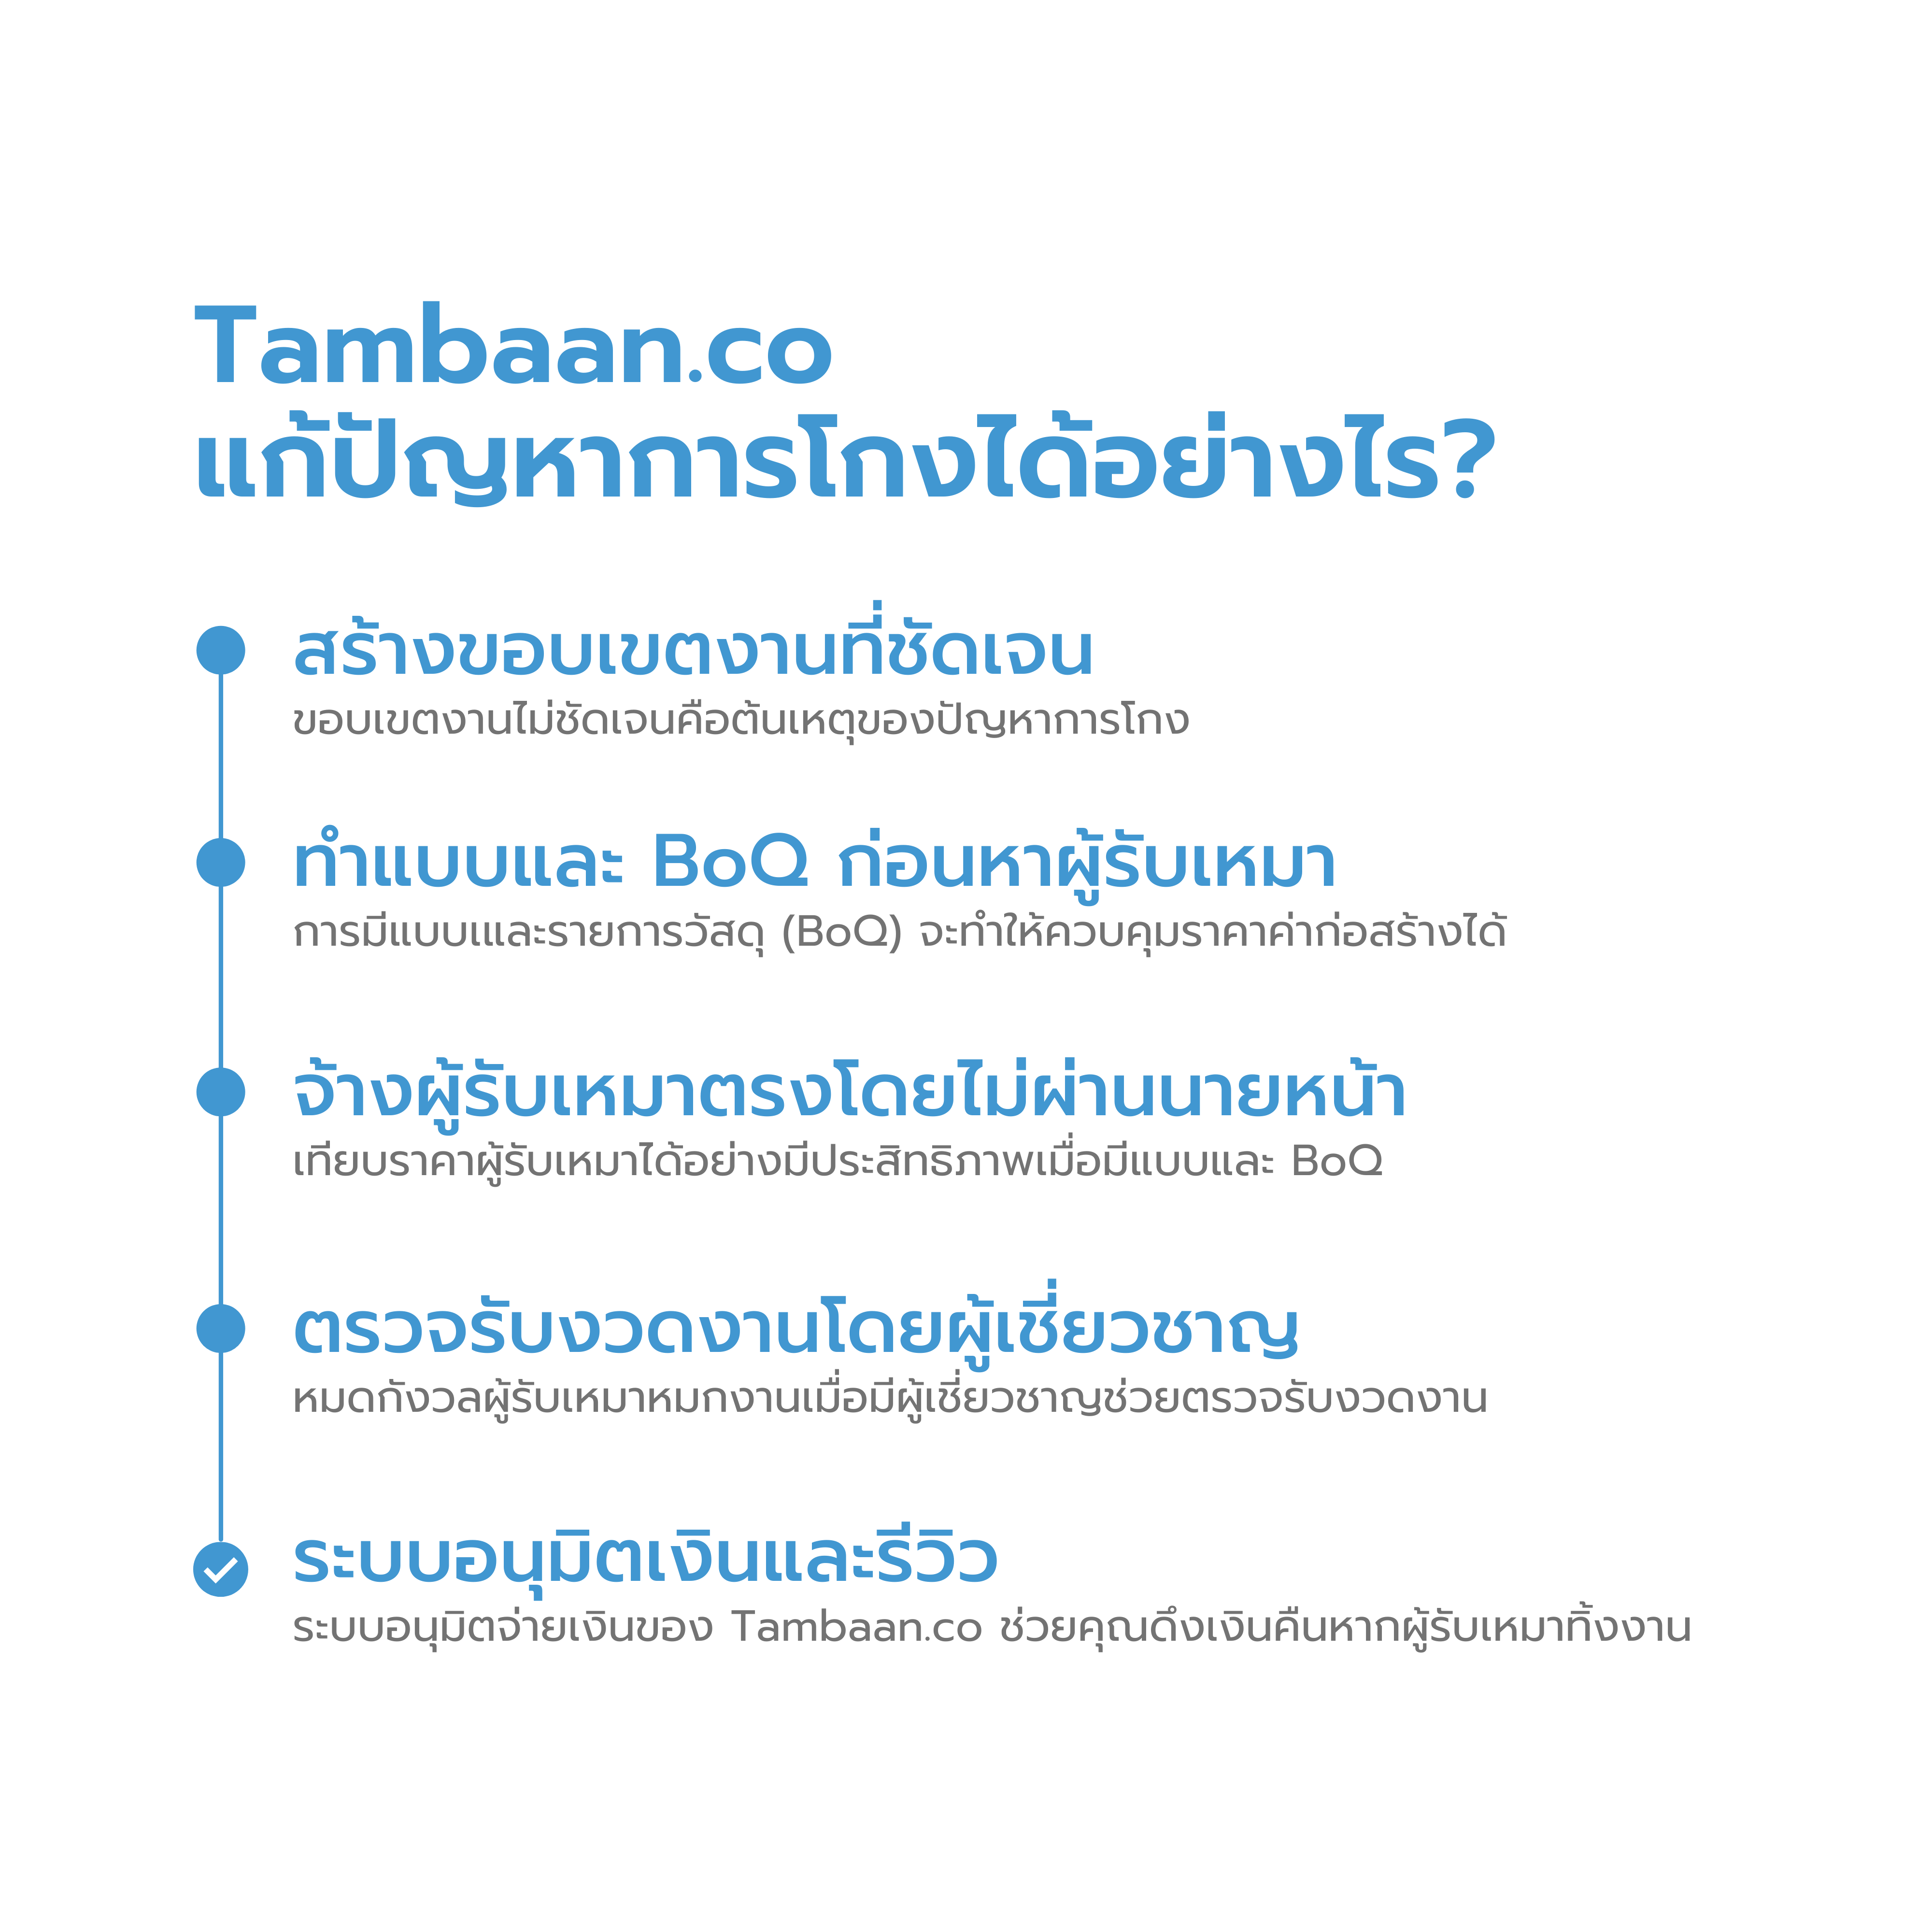 Tambaan.co
แก้ปัญหาการโกงได้อย่างไร?
สร้างขอบเขตงานที่ชัดเจน
ขอบเขตงานไม่ชัดเจนคือต้นเหตุของปัญหาการโกง
ทำแบบและ BoQ ก่อนหาผู้รับเหมา
การมีแบบและรายการวัสดุ (BoQ) จะทำให้ควบคุมราคาค่าก่อสร้างได้
จ้างผู้รับเหมาตรงโดยไม่ผ่านนายหน้า
เทียบราคาผู้รับเหมาได้อย่างมีประสิทธิภาพเมื่อมีแบบและ BoQ
ตรวจรับงวดงานโดยผู้เชี่ยวชาญ
หมดกังวลผู้รับเหมาหมกงานเมื่อมีผู้เชี่ยวชาญช่วยตรวจรับงวดงาน
ระบบอนุมิตเงินและรีวิว
ระบบอนุมิตจ่ายเงินของ Tambaan.co ช่วยคุณดึงเงินคืนหากผู้รับเหมาทิ้งงาน